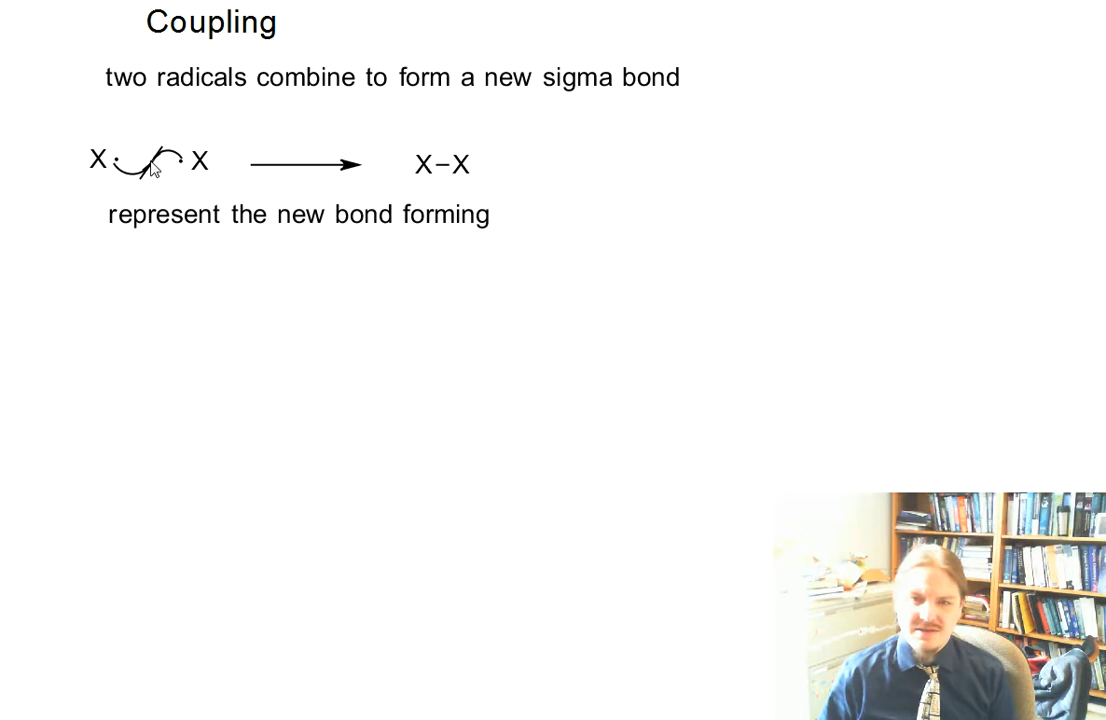 Coupling
two radicals combine to form a new sigma bond
X· ·X X–X
represent the new bond forming